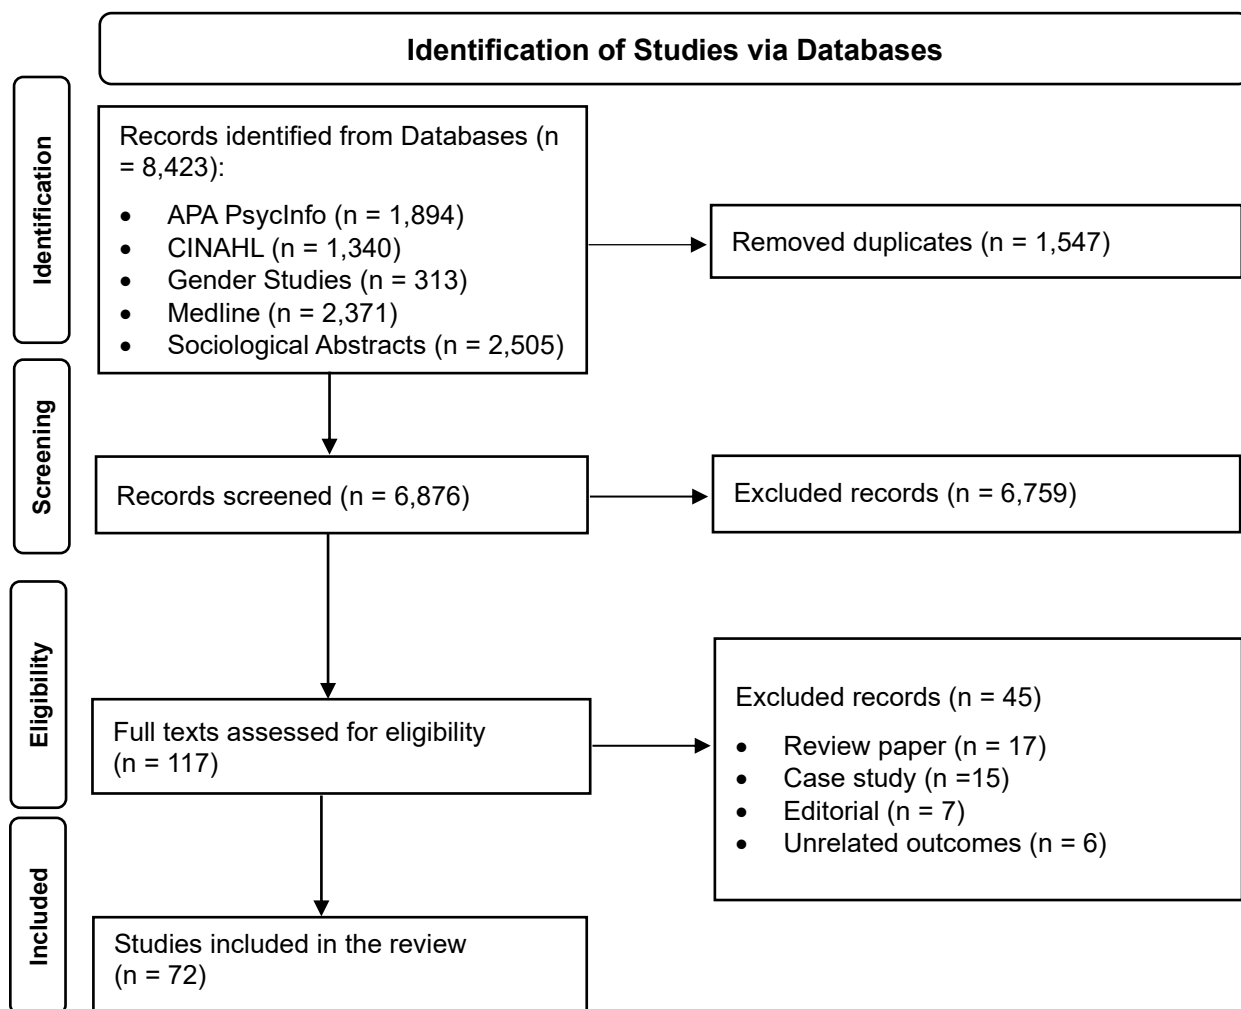 Identification of Studies via Databases
Identification
Records identified from Databases (n
= 8,423):
• APA PsycInfo (n = 1,894)
• CINAHL (n = 1,340)
• Gender Studies (n = 313)
• Medline (n = 2,371)
• Sociological Abstracts (n = 2,505)
Removed duplicates (n = 1,547)
Screening
Records screened (n = 6,876)
Excluded records (n = 6,759)
Eligibility
Full texts assessed for eligibility
(n = 117)
Excluded records (n = 45)
• Review paper (n = 17)
• Case study (n =15)
• Editorial (n = 7)
• Unrelated outcomes (n = 6)
Included
Studies included in the review
(n = 72)